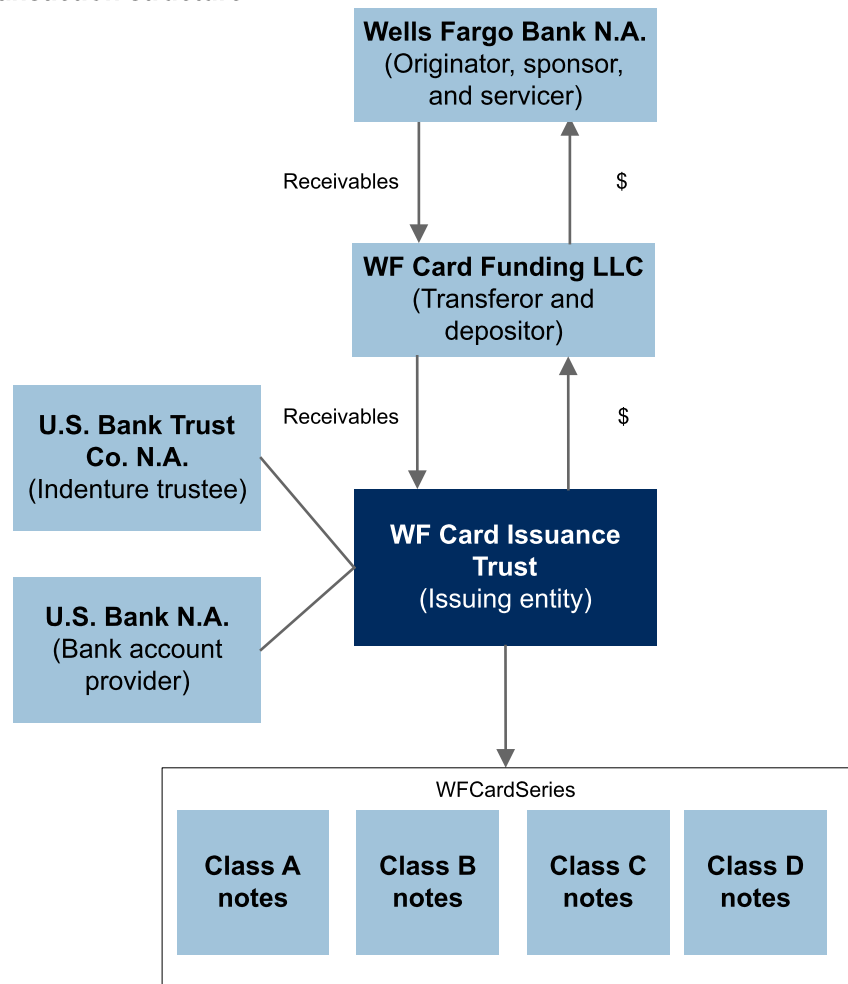 Wells Fargo Bank N.A.
(Originator, sponsor,
and servicer)
Receivables
$
WF Card Funding LLC
(Transferor and
depositor)
Receivables
$
U.S. Bank Trust
Co. N.A.
(Indenture trustee)
WF Card Issuance
Trust
(Issuing entity)
U.S. Bank N.A.
(Bank account
provider)
WFCardSeries
Class A
notes
Class B
notes
Class C
notes
Class D
notes